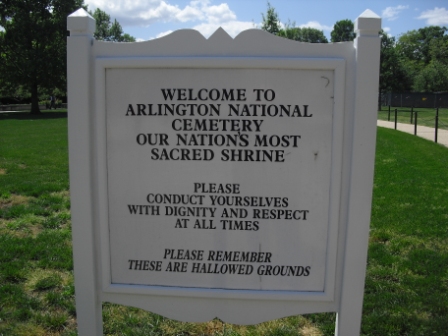 WELCOME TO
ARLINGTON NATIONAL
CEMETERY
OUR NATION'S MOST
SACRED SHRINE
PLEASE
CONDUCT YOURSELVES
WITH DIGNITY AND RESPECT
AT ALL TIMES
PLEASE REMEMBER
THESE ARE HALLOWED GROUNDS